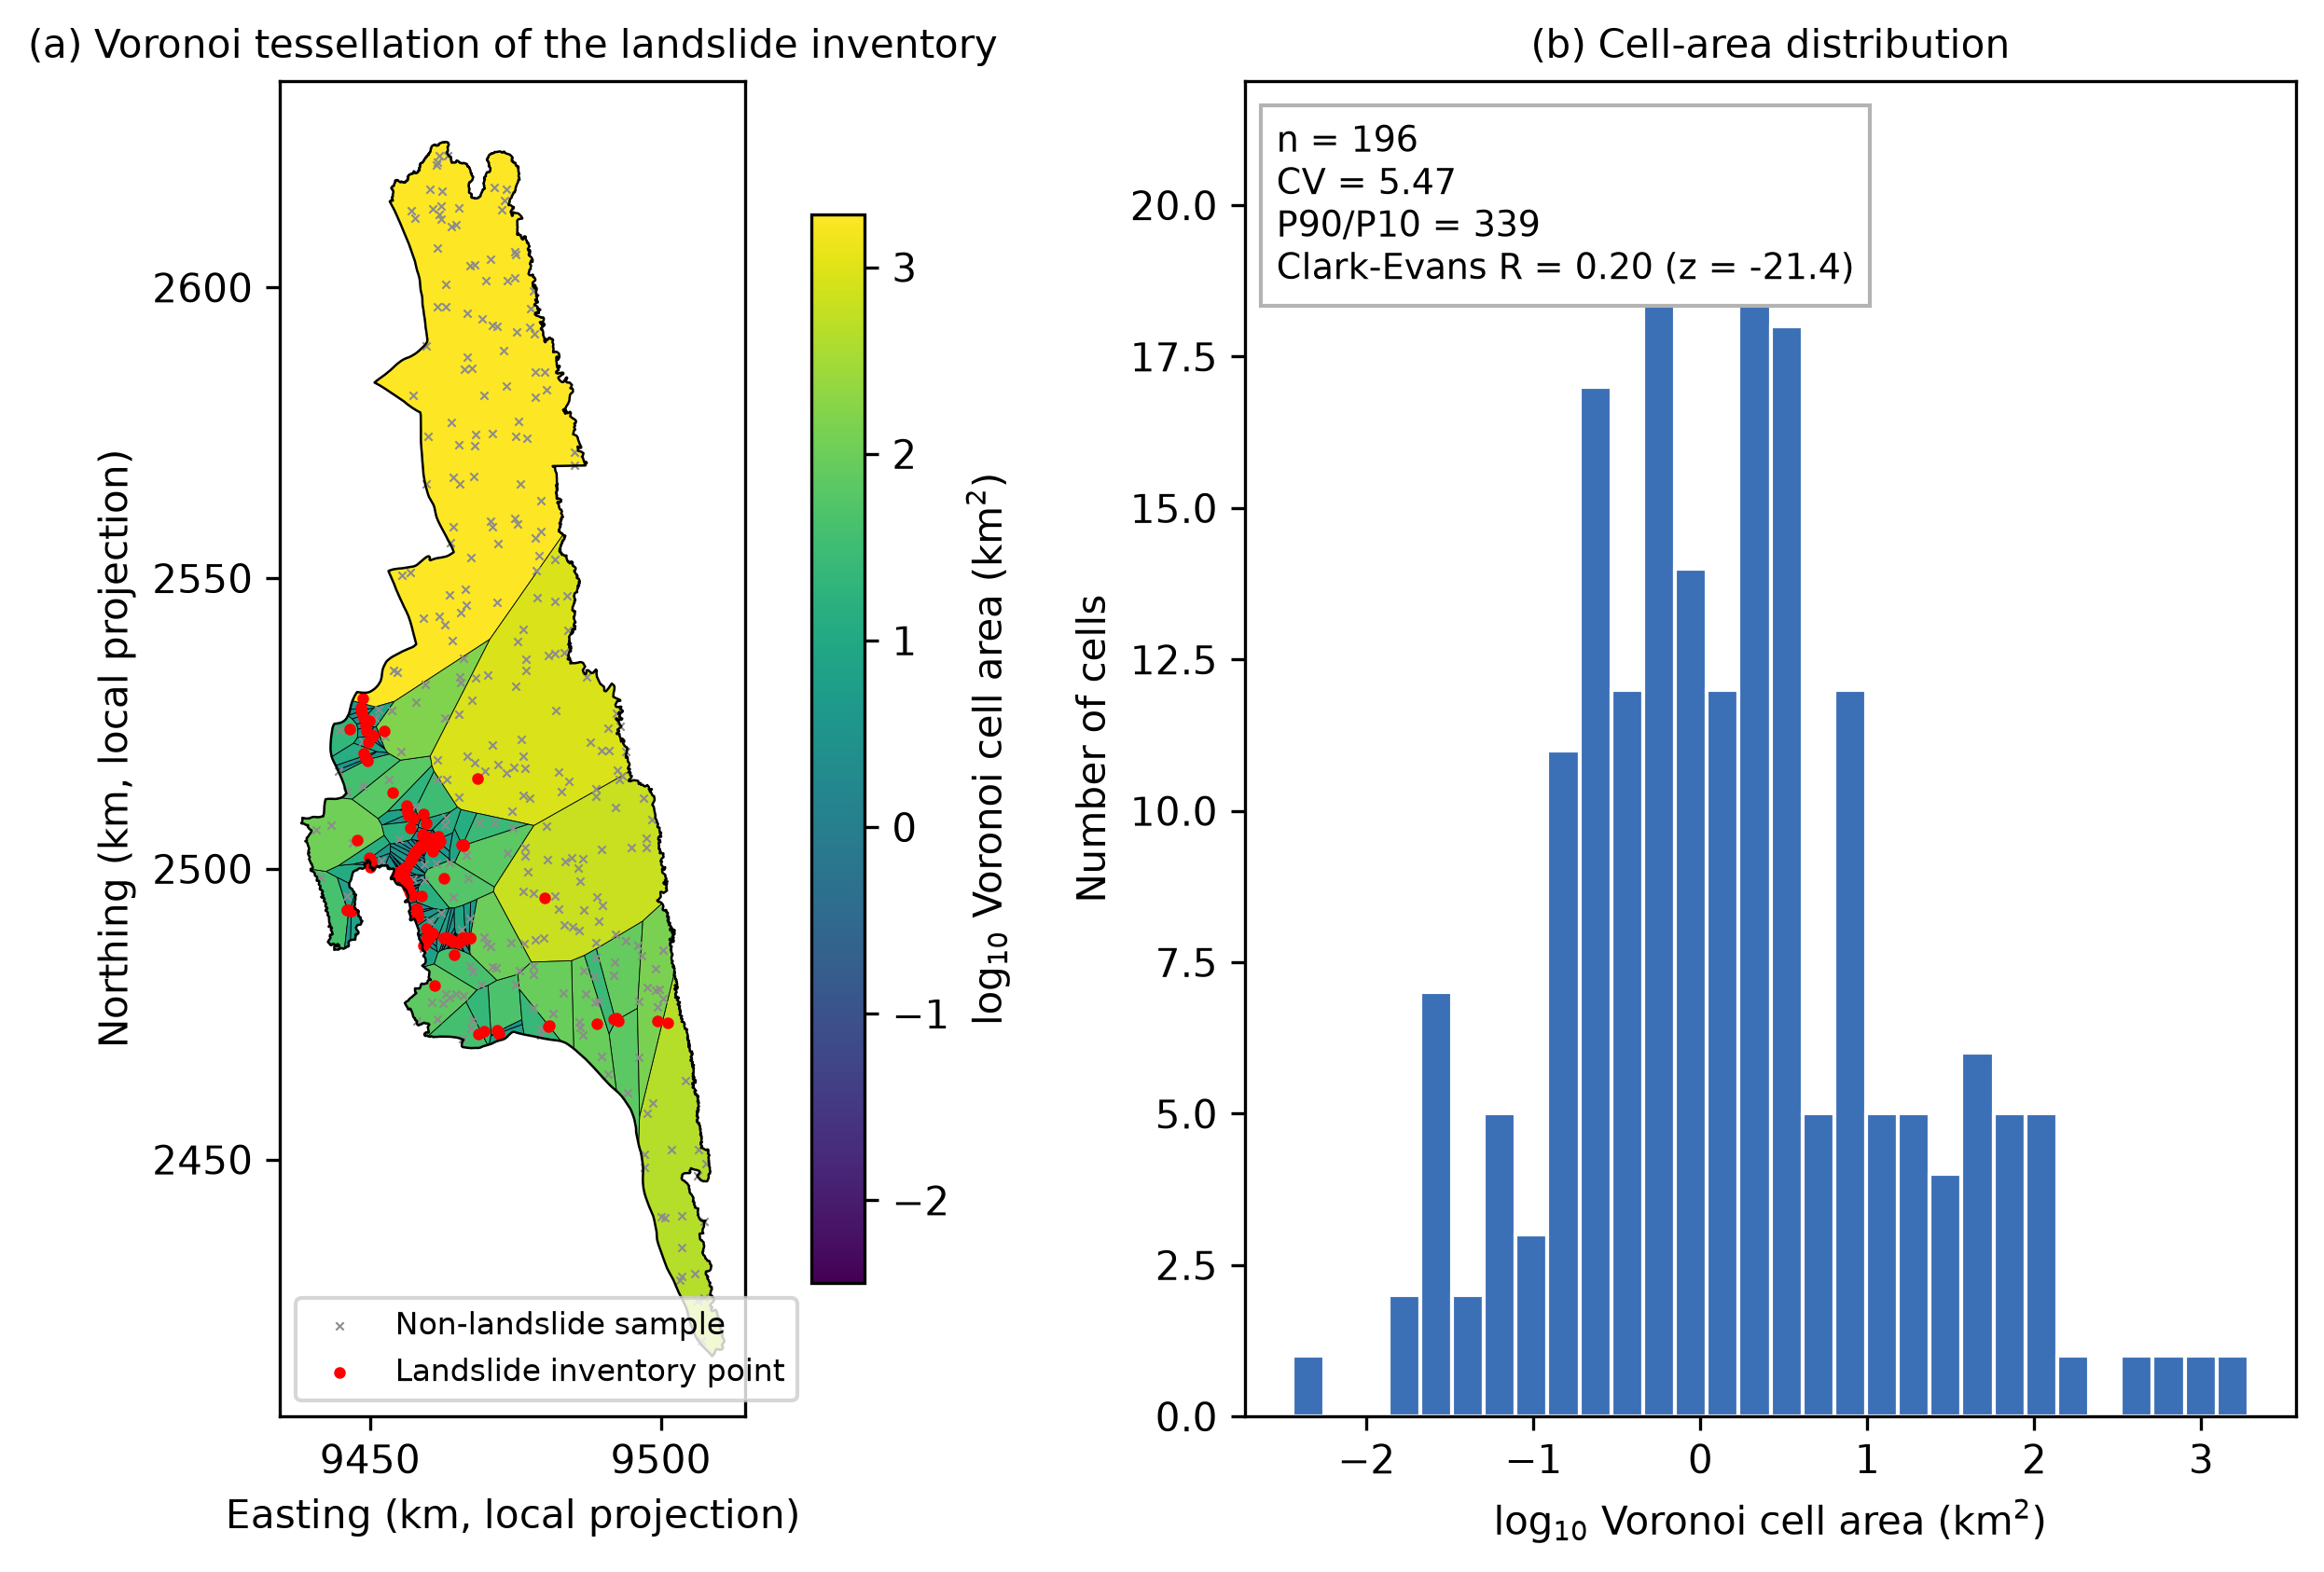 (a) Voronoi tessellation of the landslide inventory
Northing (km, local projection)
2600
2550
2500
2450
9450
9500
Easting (km, local projection)
Non-landslide sample
Landslide inventory point
3
2
1
0
−1
−2
log₁₀ Voronoi cell area (km²)
(b) Cell-area distribution
n = 196
CV = 5.47
P90/P10 = 339
Clark-Evans R = 0.20 (z = -21.4)
Number of cells
20.0
17.5
15.0
12.5
10.0
7.5
5.0
2.5
0.0
−2
−1
0
1
2
3
log₁₀ Voronoi cell area (km²)